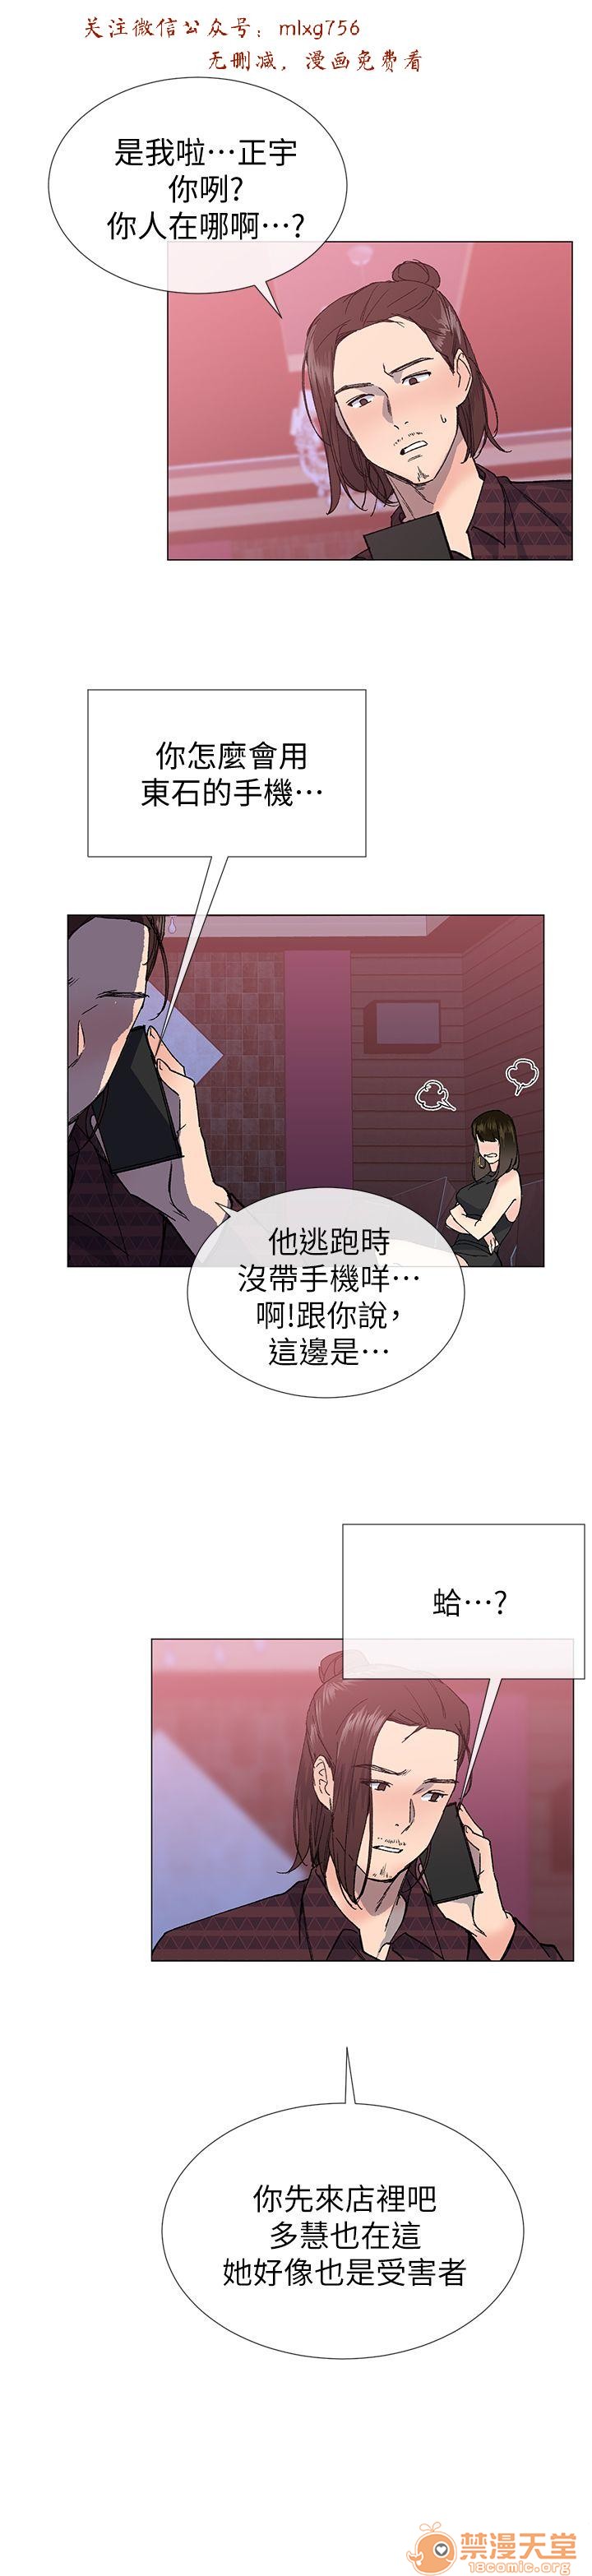 关注微信公众号：mlxg756
无删减，漫画免费看
是我啦…正宇
你咧?
你人在哪啊…?
你怎麼會用
東石的手機…
他逃跑時
沒帶手機咩…
啊!跟你說，
這邊是…
蛤…?
你先來店裡吧
多慧也在這
她好像也是受害者
禁漫天堂
18comic.org